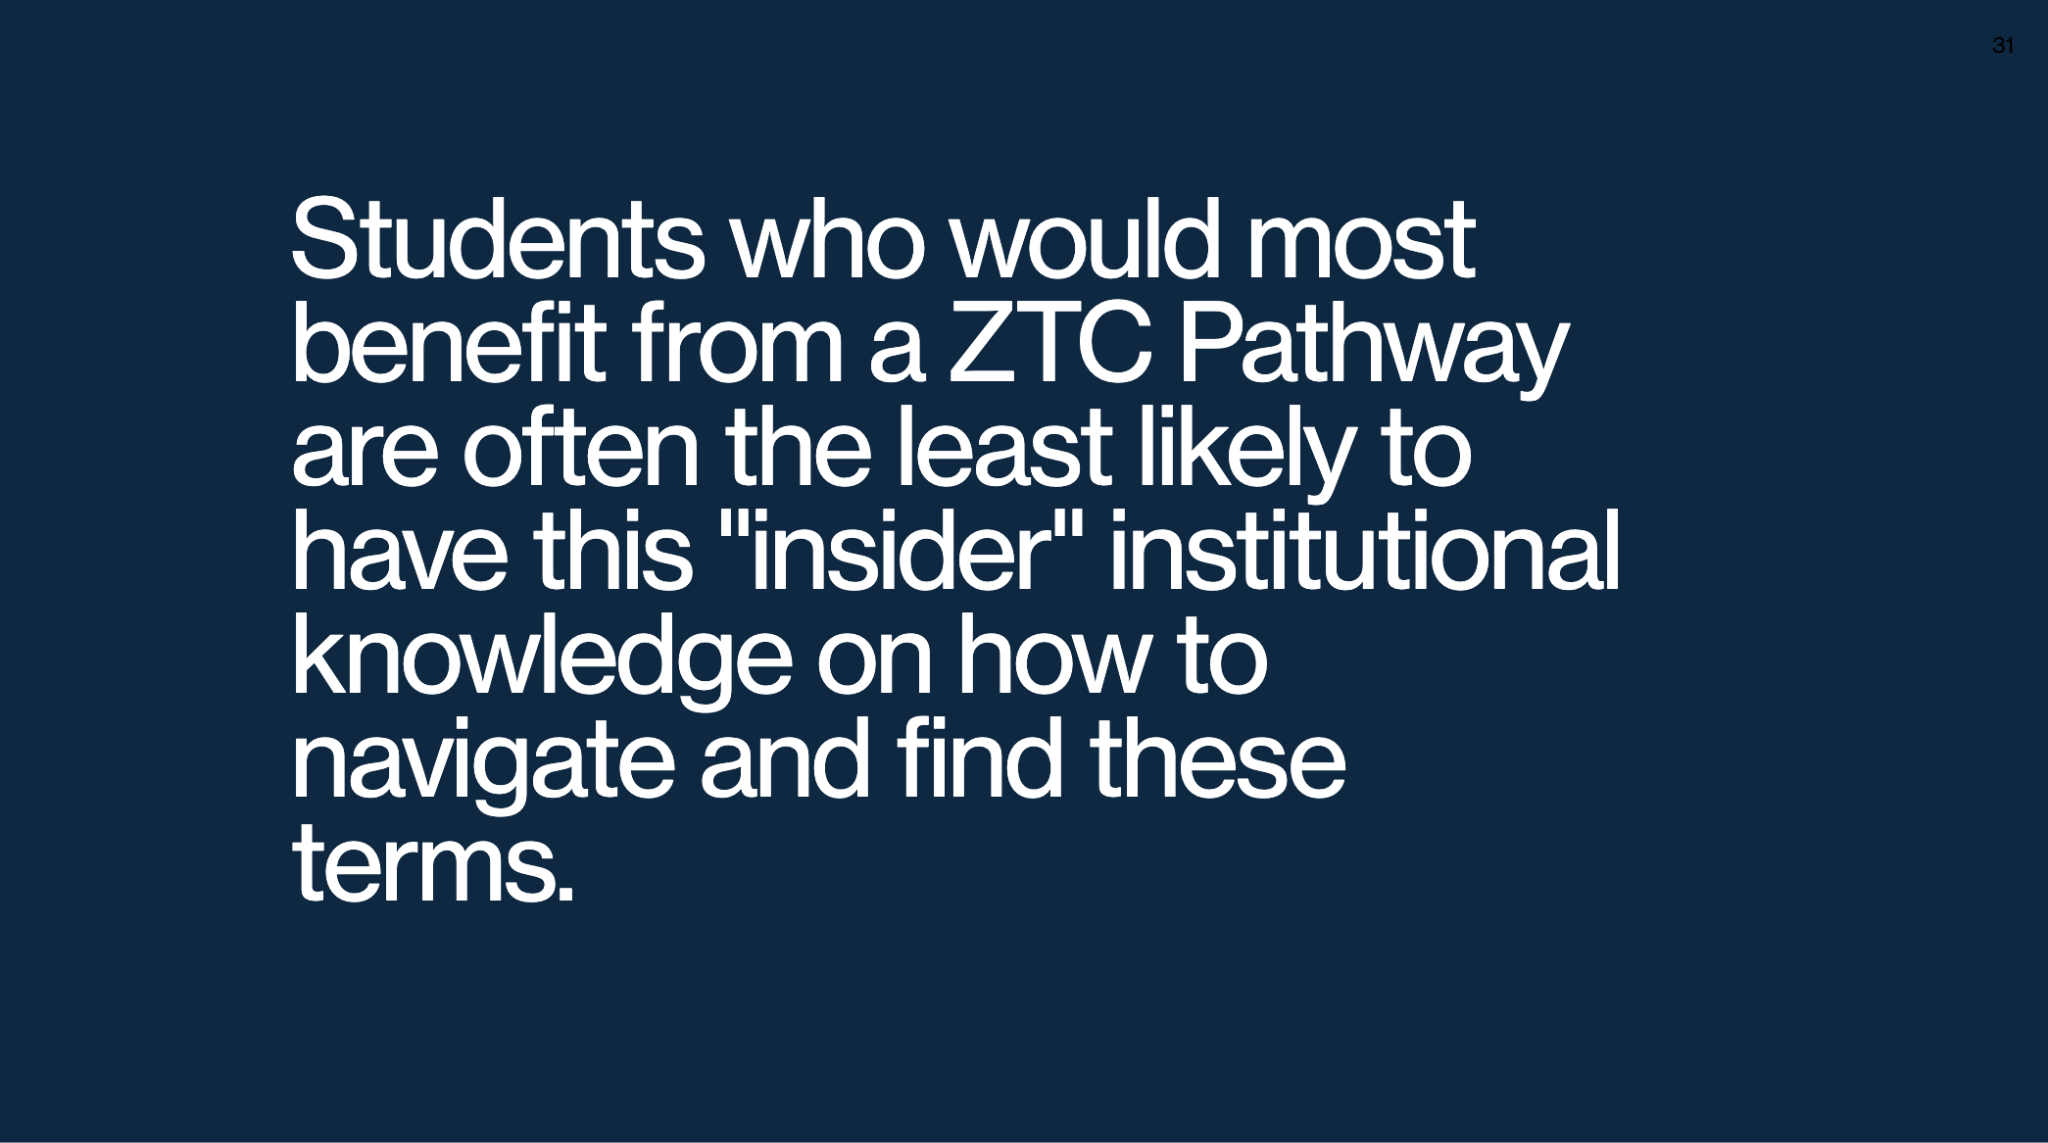 31
Students who would most
benefit from a ZTC Pathway
are often the least likely to
have this "insider" institutional
knowledge on how to
navigate and find these
terms.